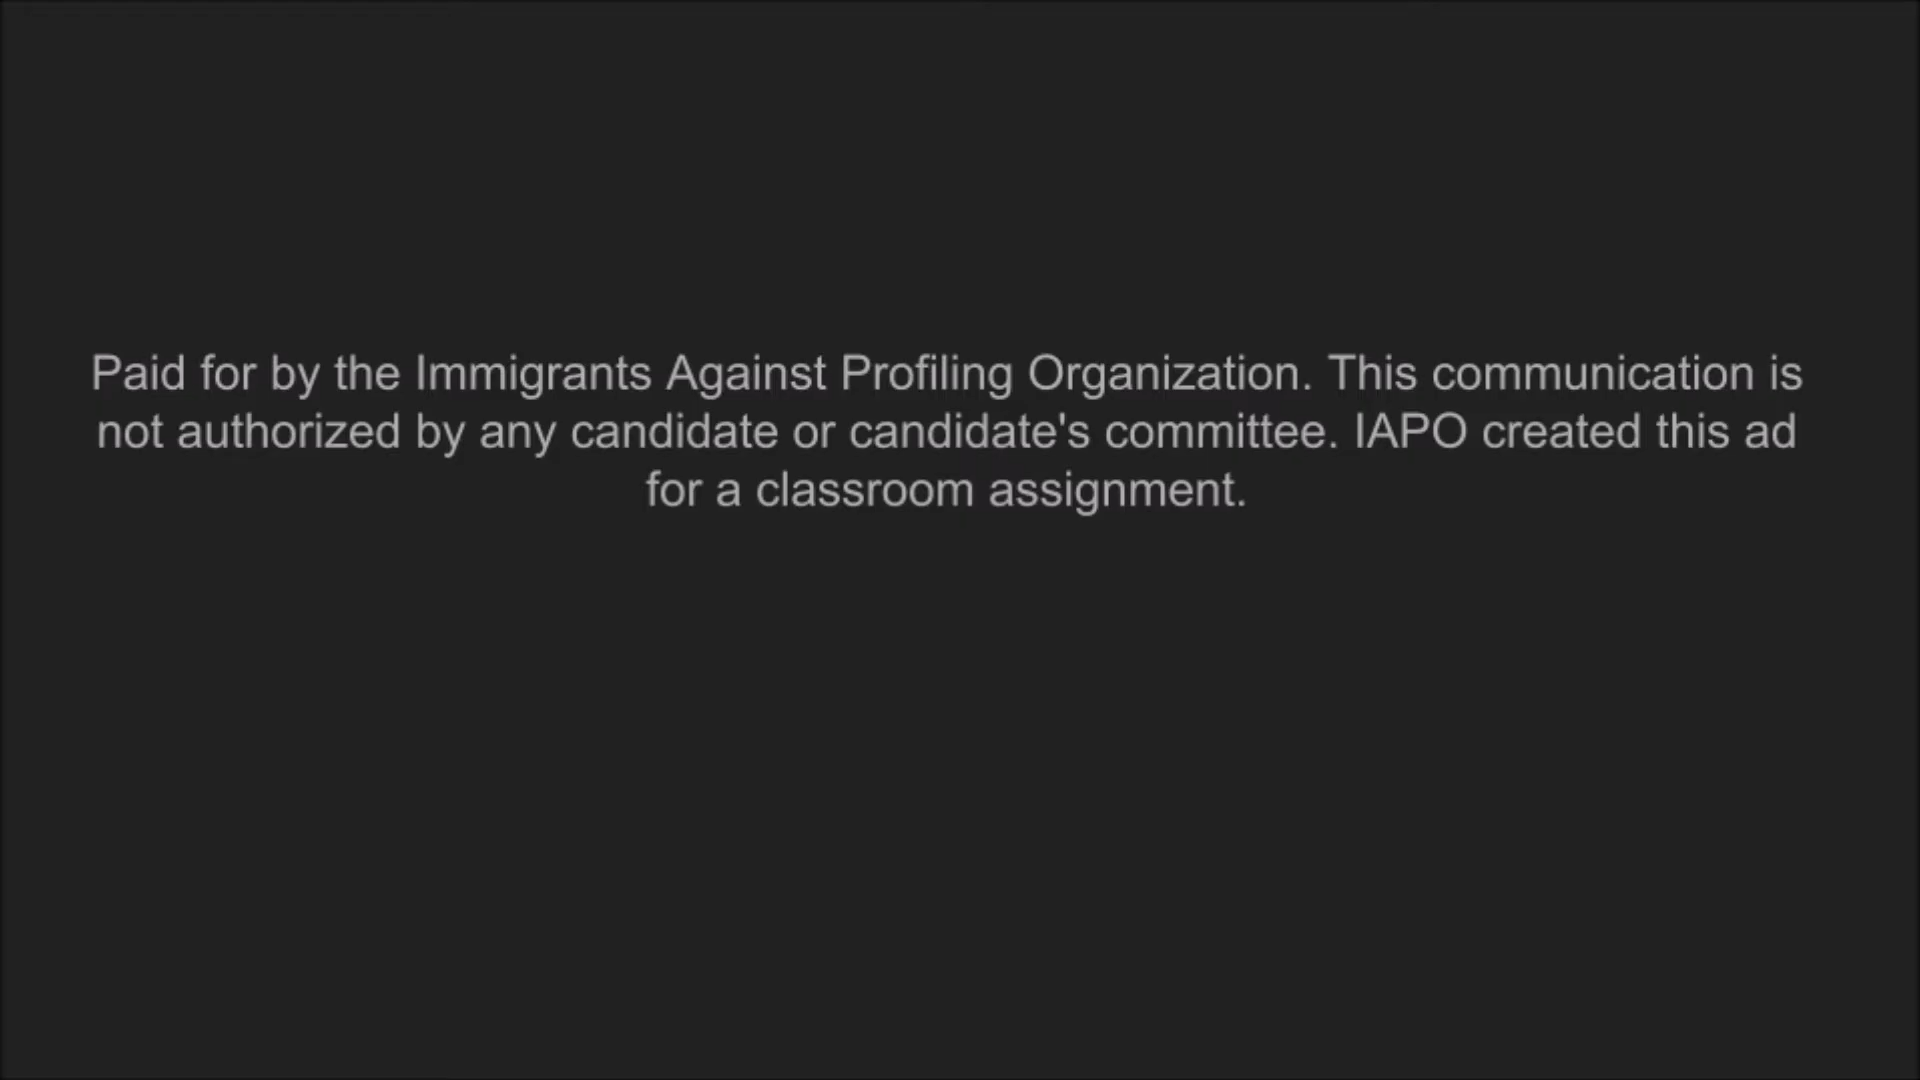 Paid for by the Immigrants Against Profiling Organization. This communication is
not authorized by any candidate or candidate's committee. IAPO created this ad
for a classroom assignment.